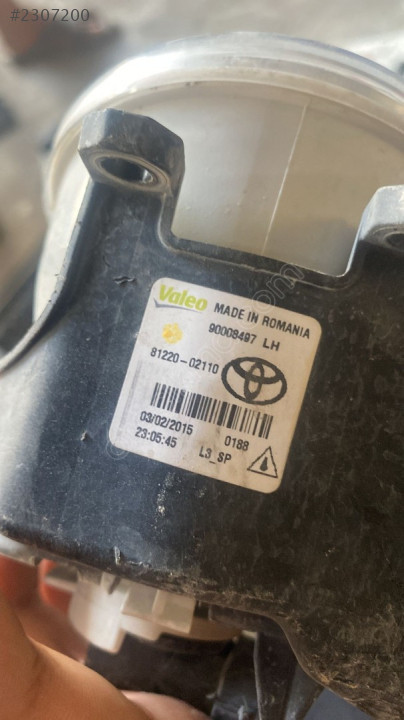 #2307200
Valeo MADE IN ROMANIA
90008497 LH
81220-02110
03/02/2015 0188
23:05:45 L3_SP